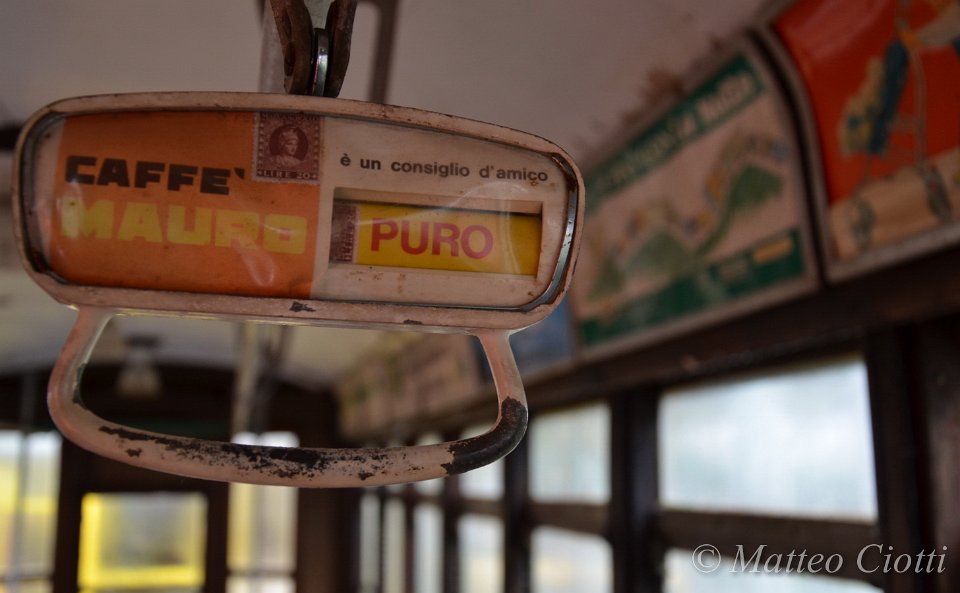 CAFFE'
MAURO
LIRE 20
è un consiglio d'amico
PURO
© Matteo Ciotti